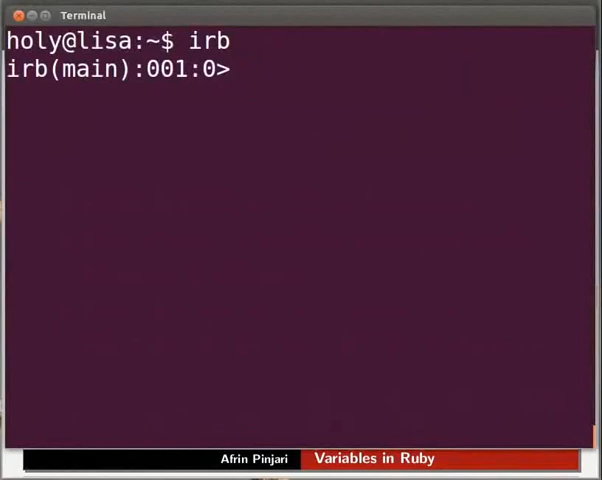 Terminal
holy@lisa:~$ irb
irb(main):001:0>
Afrin Pinjari
Variables in Ruby